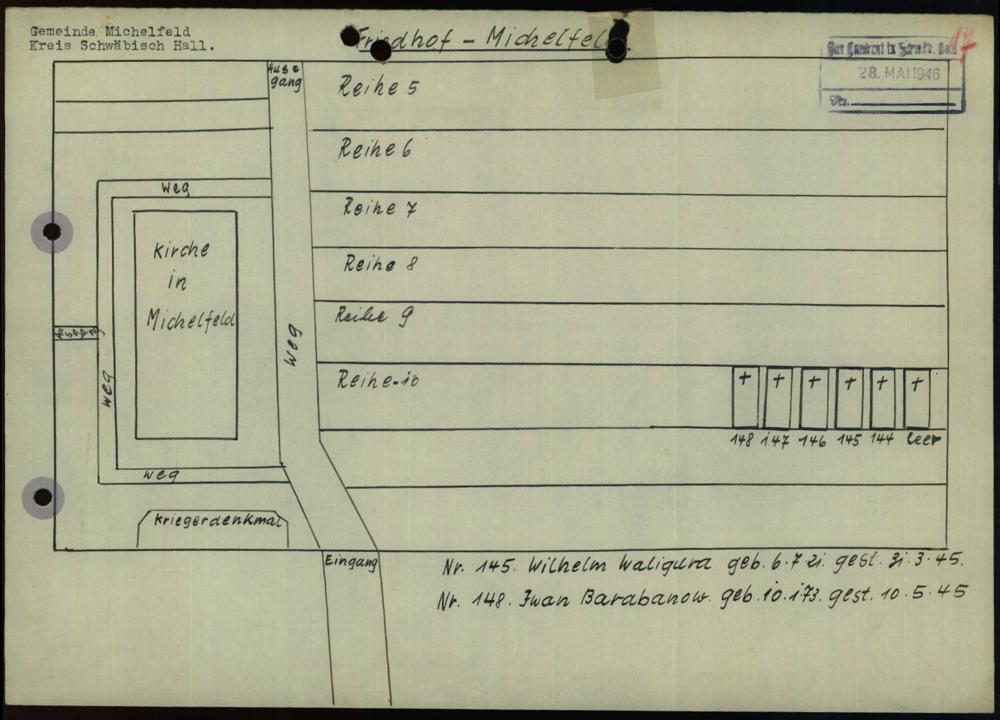 Gemeinde Michelfeld
Kreis Schwäbisch Hall.
Friedhof - Michelfeld
28. MAI 1946
Nr.
Aus=
gang
Reihe 5
Reihe 6
Weg
Reihe 7
Kirche
in
Michelfeld
Reihe 8
Reihe 9
Weg
Weg
Reihe-10
148 147 146 145 144 leer
Weg
Kriegerdenkmal
Eingang
Nr. 145. Wilhelm Waligura geb. 6.7.21. gest. 31.3.45.
Nr. 148. Iwan Barabanow. geb. 10.1.73. gest. 10.5.45